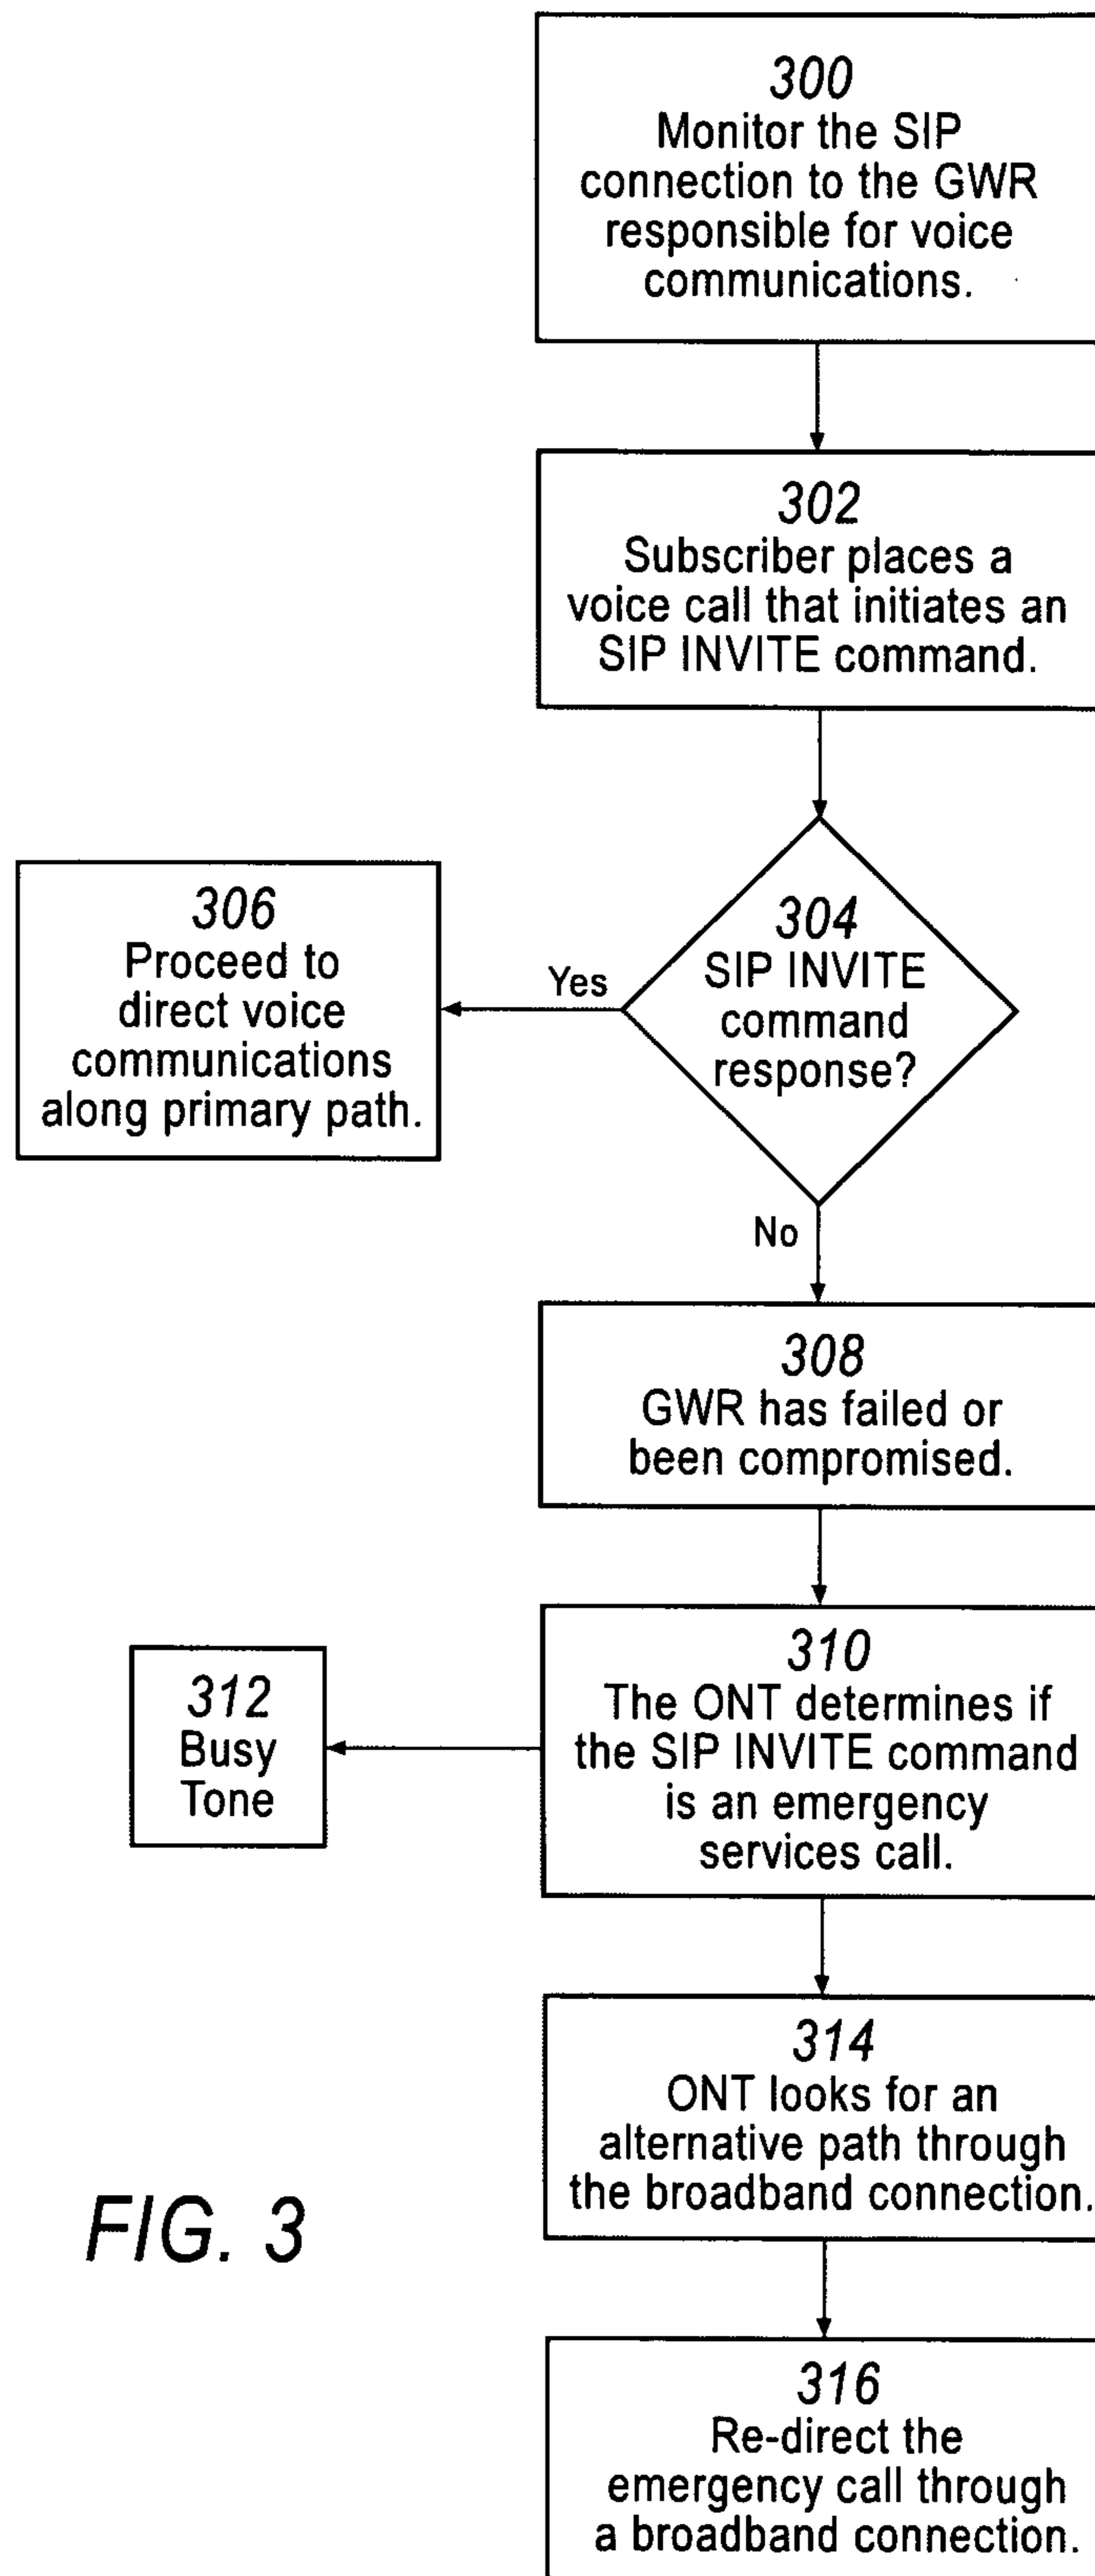 300
Monitor the SIP
connection to the GWR
responsible for voice
communications.
302
Subscriber places a
voice call that initiates an
SIP INVITE command.
304
SIP INVITE
command
response?
Yes
306
Proceed to
direct voice
communications
along primary path.
No
308
GWR has failed or
been compromised.
310
The ONT determines if
the SIP INVITE command
is an emergency
services call.
312
Busy
Tone
314
ONT looks for an
alternative path through
the broadband connection.
316
Re-direct the
emergency call through
a broadband connection.
FIG. 3